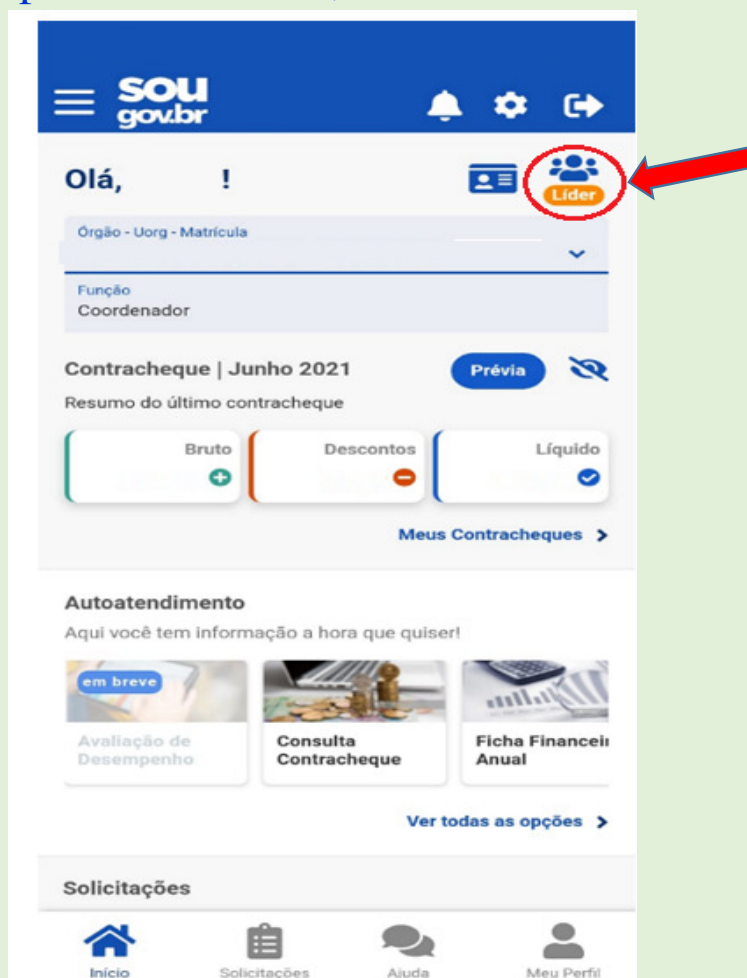 sou
gov.br
Olá, !
Líder
Órgão - Uorg - Matrícula
Função
Coordenador
Contracheque | Junho 2021
Prévia
Resumo do último contracheque
Bruto
Descontos
Líquido
Meus Contracheques
Autoatendimento
Aqui você tem informação a hora que quiser!
em breve
Avaliação de
Desempenho
Consulta
Contracheque
Ficha
Anual
Ver todas as opções
Solicitações
Início
Solicitações
Ajuda
Meu Perfil